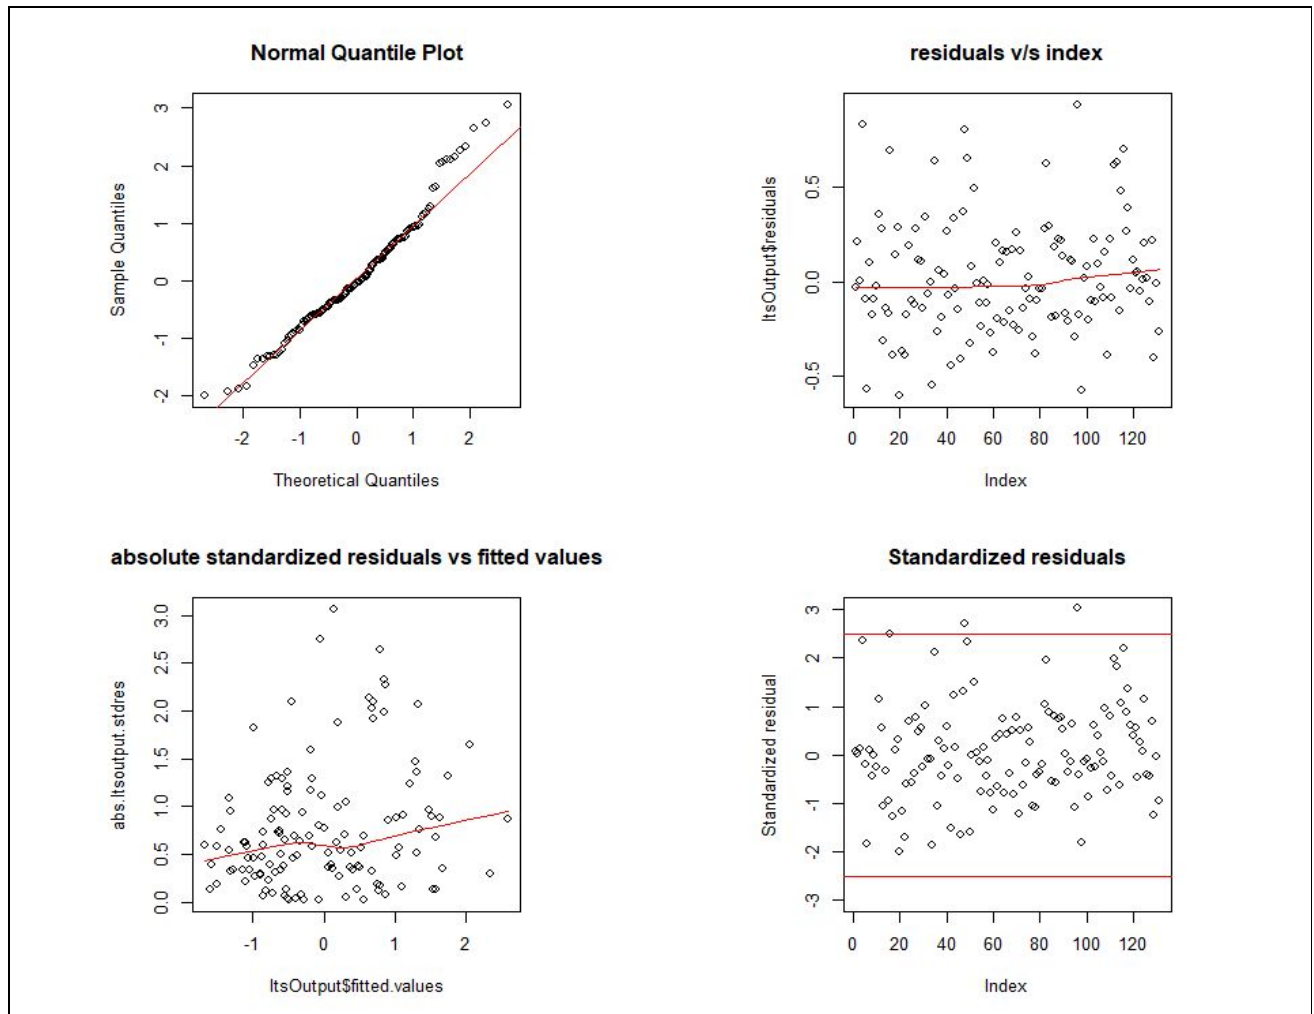 Normal Quantile Plot
Sample Quantiles
3
2
1
0
-1
-2
-2 -1 0 1 2
Theoretical Quantiles
residuals v/s index
ltsOutput$residuals
0.5
0.0
-0.5
0 20 40 60 80 100 120
Index
absolute standardized residuals vs fitted values
abs.ltsoutput.stdres
3.0
2.5
2.0
1.5
1.0
0.5
0.0
-1 0 1 2
ltsOutput$fitted.values
Standardized residuals
Standardized residual
3
2
1
0
-1
-2
-3
0 20 40 60 80 100 120
Index